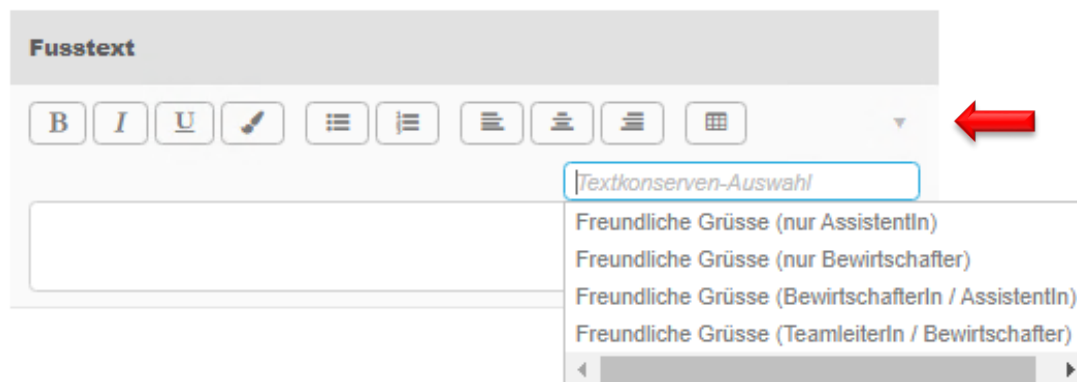 Fusstext
B I U
Textkonserven-Auswahl
Freundliche Grüsse (nur AssistentIn)
Freundliche Grüsse (nur Bewirtschafter)
Freundliche Grüsse (BewirtschafterIn / AssistentIn)
Freundliche Grüsse (TeamleiterIn / Bewirtschafter)